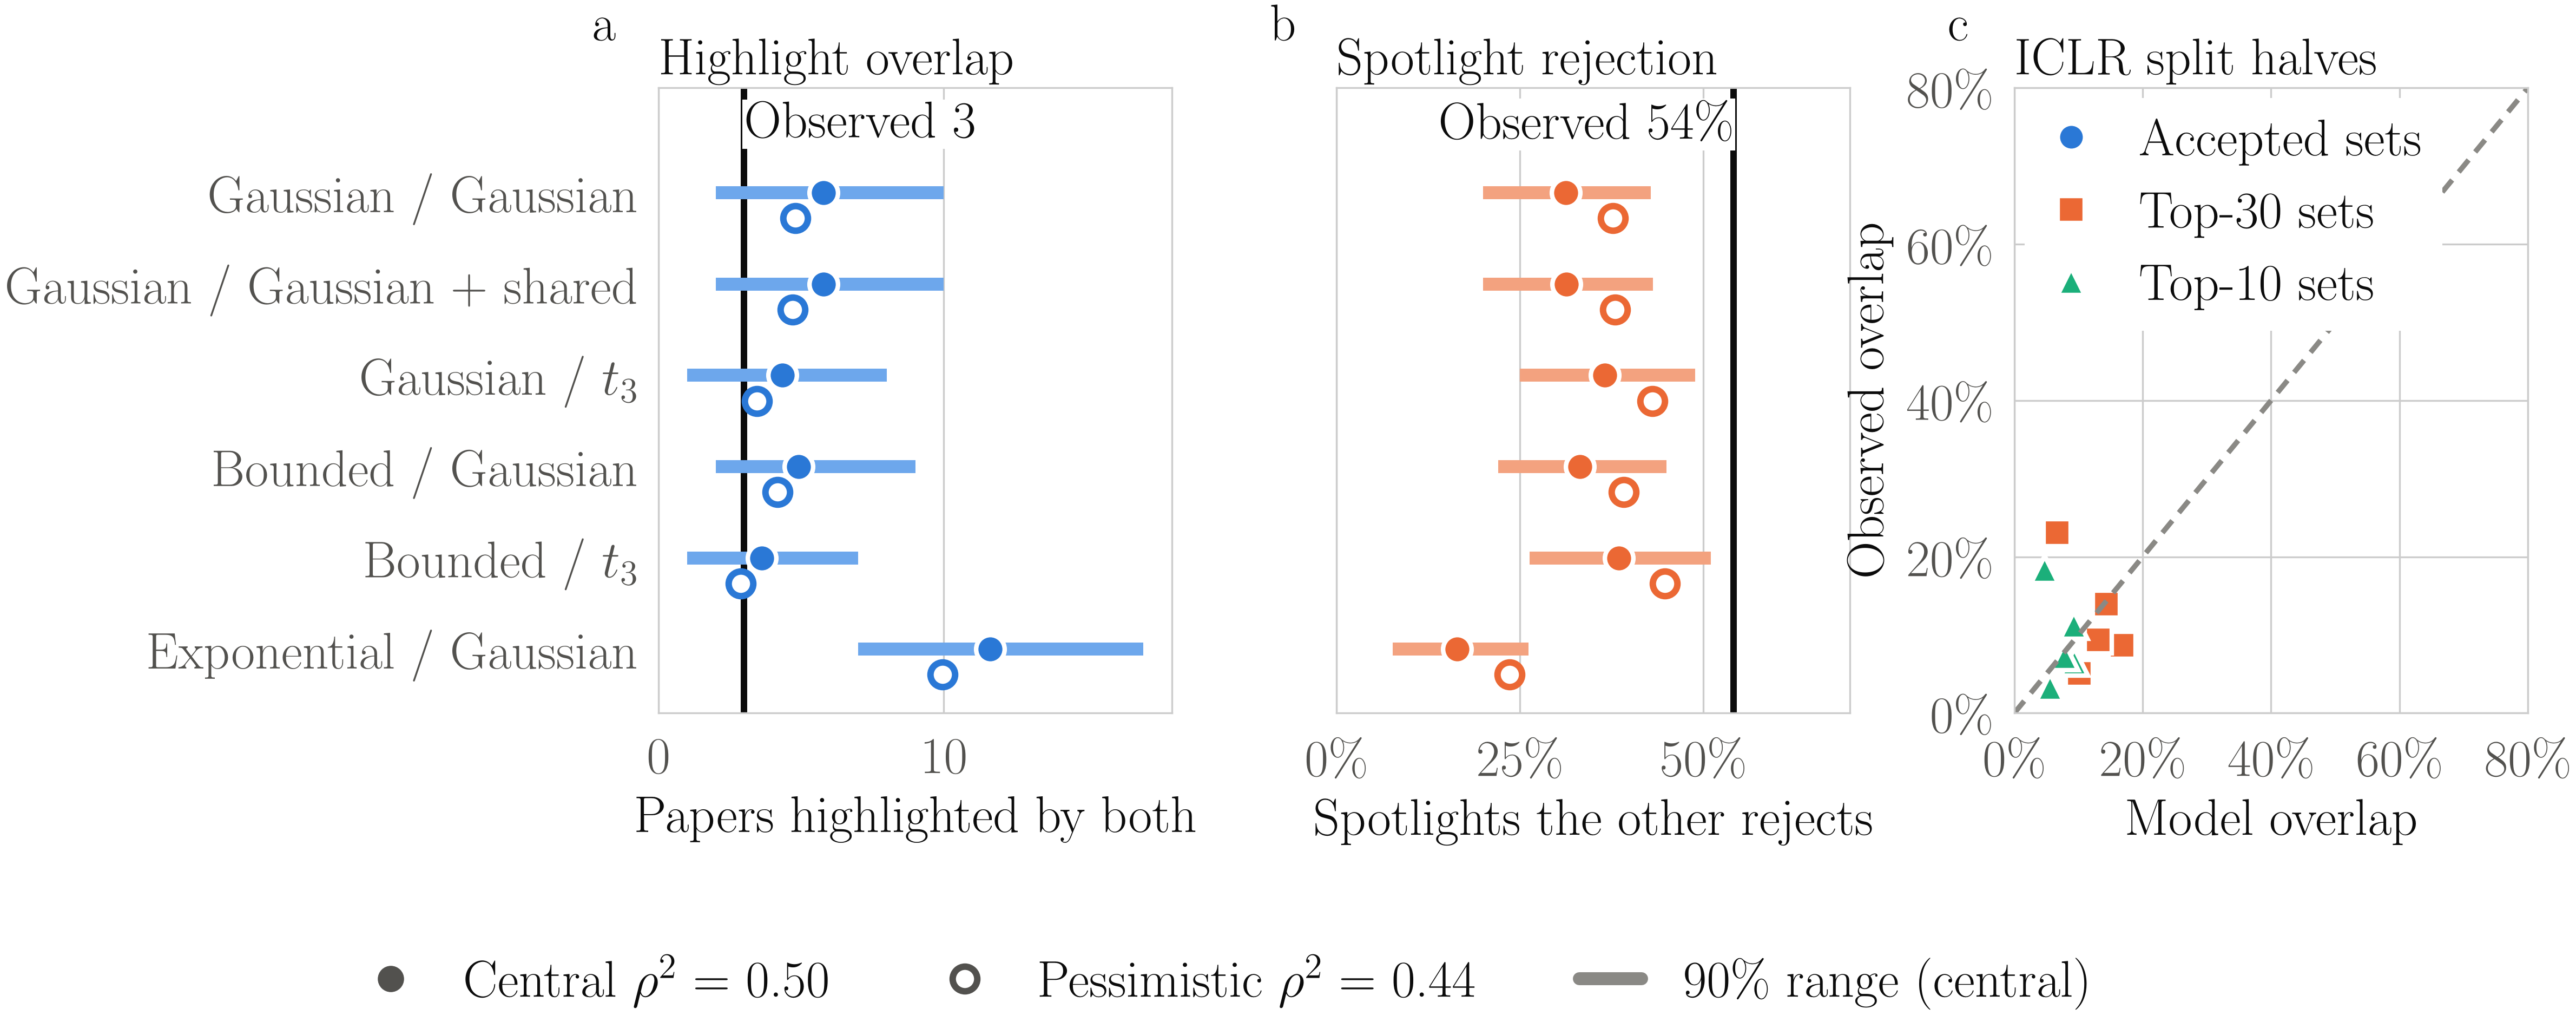 a
Highlight overlap
Observed 3
Gaussian / Gaussian
Gaussian / Gaussian + shared
Gaussian / t₃
Bounded / Gaussian
Bounded / t₃
Exponential / Gaussian
0
10
Papers highlighted by both
b
Spotlight rejection
Observed 54%
0%
25%
50%
Spotlights the other rejects
c
ICLR split halves
Observed overlap
80%
60%
40%
20%
0%
Accepted sets
Top-30 sets
Top-10 sets
0%
20%
40%
60%
80%
Model overlap
Central ρ² = 0.50
Pessimistic ρ² = 0.44
90% range (central)